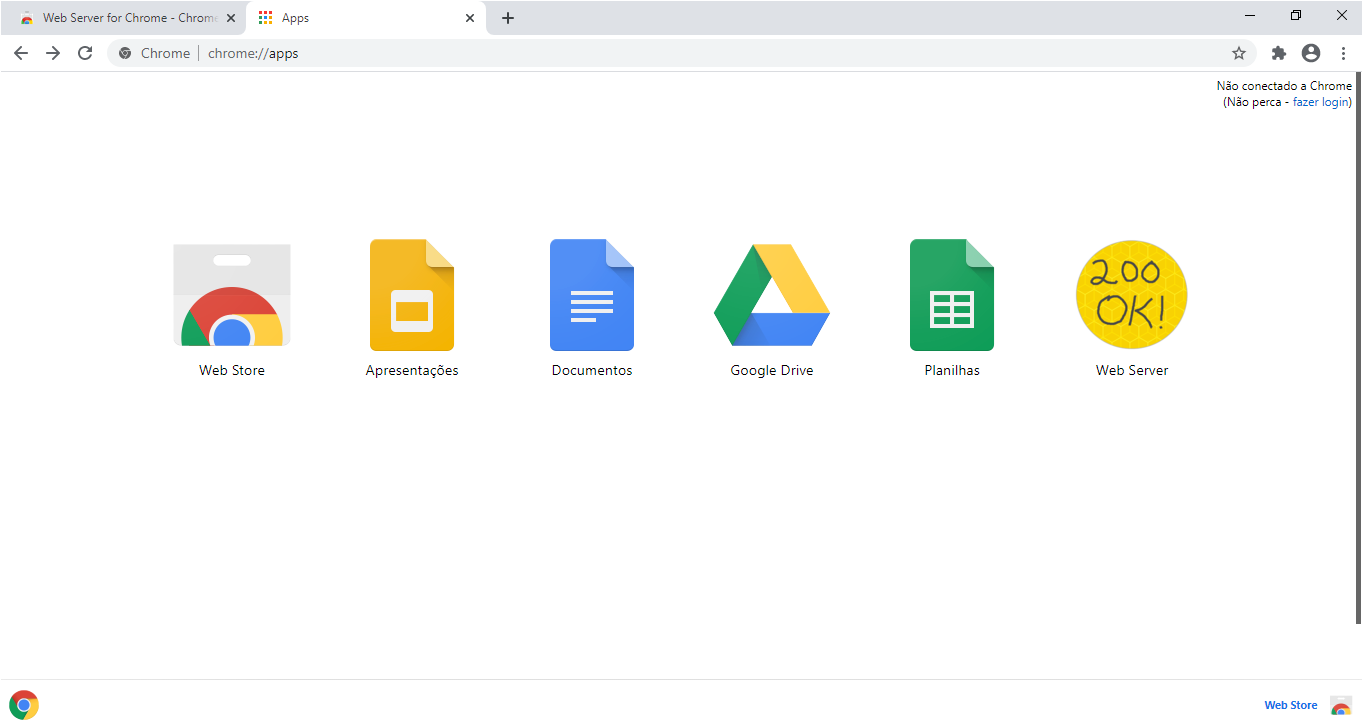 Web Server for Chrome - Chrome
Apps
Chrome
chrome://apps
Não conectado a Chrome
(Não perca - fazer login)
200
OK!
Web Store
Apresentações
Documentos
Google Drive
Planilhas
Web Server
Web Store